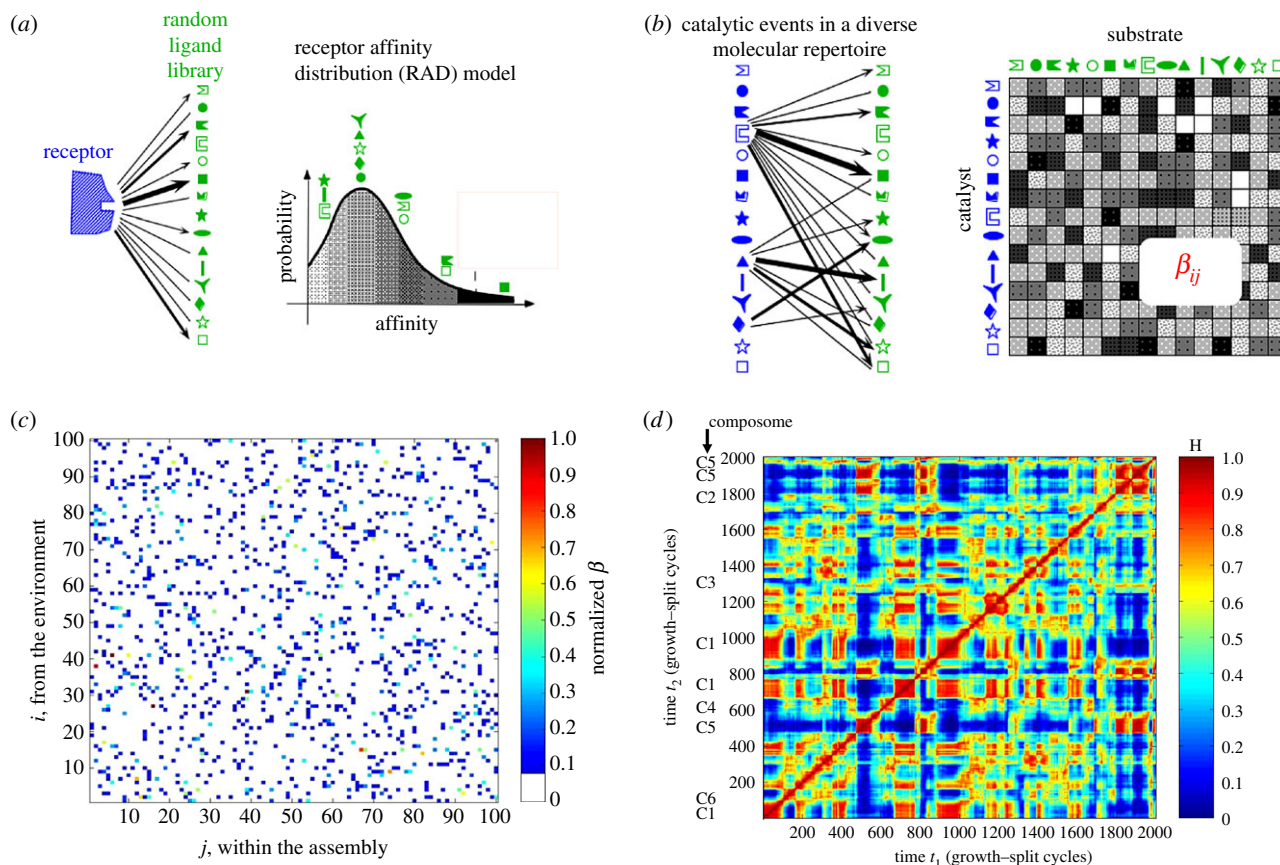 (a)
random
ligand
library
receptor
receptor affinity
distribution (RAD) model
probability
affinity
(b)
catalytic events in a diverse
molecular repertoire
substrate
catalyst
βij
(c)
100
90
80
70
60
50
40
30
20
10
i, from the environment
10 20 30 40 50 60 70 80 90 100
j, within the assembly
1.0
0.9
0.8
0.7
0.6
0.5
0.4
0.3
0.2
0.1
0
normalized β
(d)
composome
C5
C5
C2
C3
C1
C1
C4
C5
C6
C1
2000
1800
1600
1400
1200
1000
800
600
400
200
time t2 (growth–split cycles)
200 400 600 800 1000 1200 1400 1600 1800 2000
time t1 (growth–split cycles)
H
1.0
0.9
0.8
0.7
0.6
0.5
0.4
0.3
0.2
0.1
0